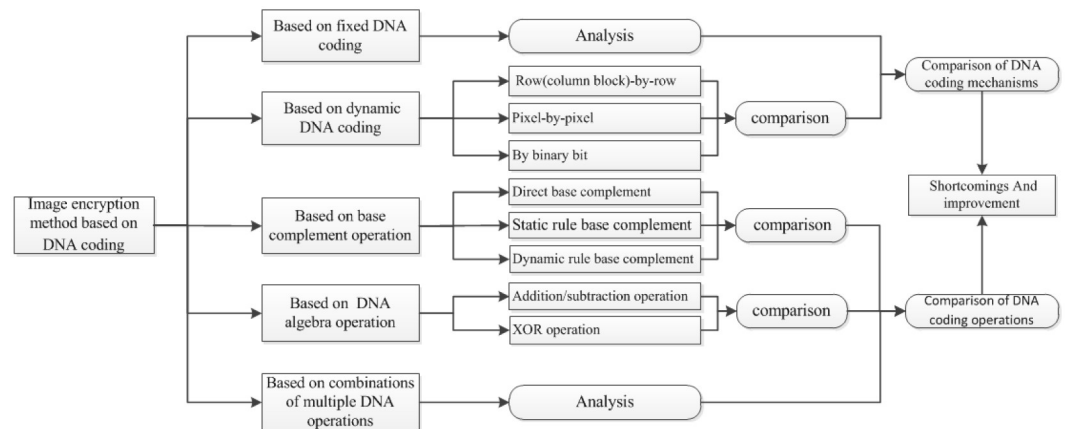 Image encryption
method based on
DNA coding
Based on fixed DNA
coding
Based on dynamic
DNA coding
Based on base
complement operation
Based on DNA
algebra operation
Based on combinations
of multiple DNA
operations
Analysis
Row(column block)-by-row
Pixel-by-pixel
By binary bit
Direct base complement
Static rule base complement
Dynamic rule base complement
Addition/subtraction operation
XOR operation
Analysis
comparison
comparison
comparison
Comparison of DNA
coding mechanisms
Shortcomings And
improvement
Comparison of DNA
coding operations